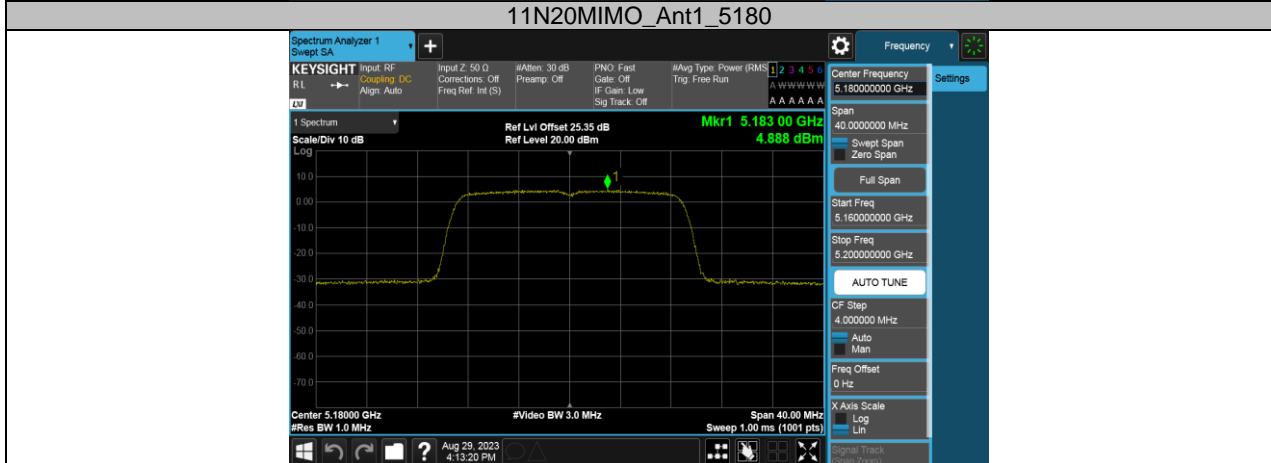 11N20MIMO_Ant1_5180
Spectrum Analyzer 1
Swept SA
+
Frequency
KEYSIGHT
RL
LXI
Input: RF
Coupling: DC
Align: Auto
Input Z: 50 Ω
Corrections: Off
Freq Ref: Int (S)
#Atten: 30 dB
Preamp: Off
PNO: Fast
Gate: Off
IF Gain: Low
Sig Track: Off
#Avg Type: Power (RMS
Trig: Free Run
1 2 3 4 5 6
A W W W W W
A A A A A A
1 Spectrum
Scale/Div 10 dB
Log
Ref Lvl Offset 25.35 dB
Ref Level 20.00 dBm
Mkr1 5.183 00 GHz
4.888 dBm
10.0
0.00
-10.0
-20.0
-30.0
-40.0
-50.0
-60.0
-70.0
1
Center 5.18000 GHz
#Res BW 1.0 MHz
#Video BW 3.0 MHz
Span 40.00 MHz
Sweep 1.00 ms (1001 pts)
Aug 29, 2023
4:13:20 PM
?
Center Frequency
5.180000000 GHz
Settings
Span
40.0000000 MHz
Swept Span
Zero Span
Full Span
Start Freq
5.160000000 GHz
Stop Freq
5.200000000 GHz
AUTO TUNE
CF Step
4.000000 MHz
Auto
Man
Freq Offset
0 Hz
X Axis Scale
Log
Lin
Signal Track
(Span Zoom)